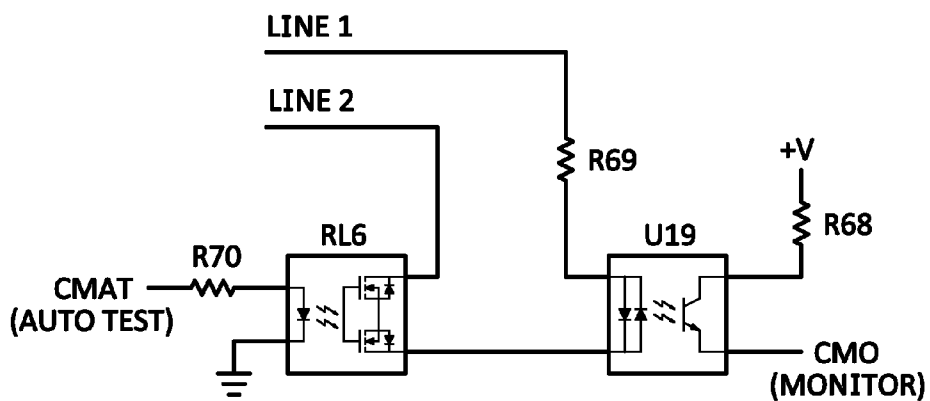 LINE 1
LINE 2
R69
+V
R68
RL6
U19
R70
CMAT
(AUTO TEST)
CMO
(MONITOR)